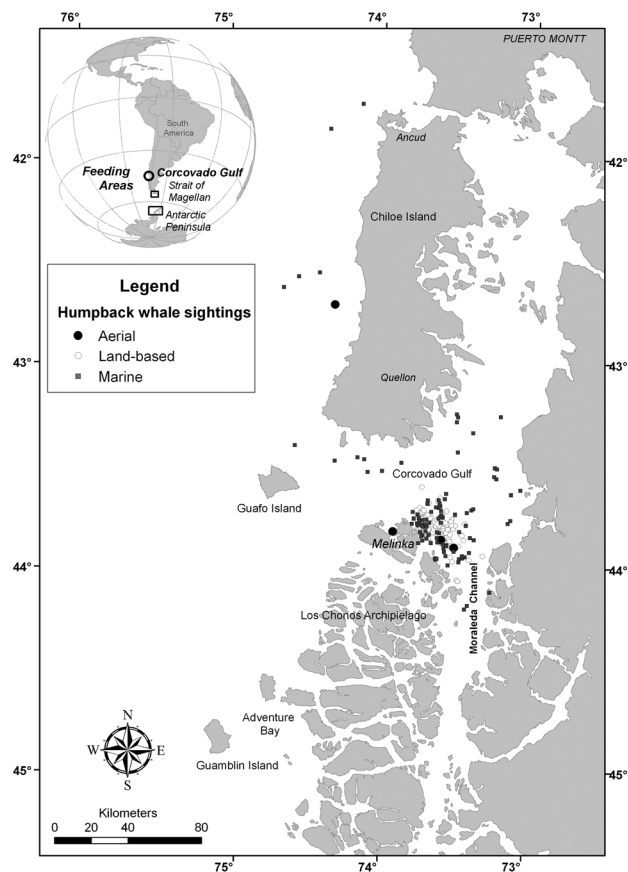 76°
75°
74°
73°
PUERTO MONTT
South
America
Feeding
Areas
Corcovado Gulf
Strait of
Magellan
Antarctic
Peninsula
42°
42°
Ancud
Chiloe Island
Legend
Humpback whale sightings
Aerial
Land-based
Marine
43°
43°
Quellon
Corcovado Gulf
Guafo Island
Melinka
44°
44°
Moraleda Channel
Los Chonos Archipielago
Adventure
Bay
Guamblin Island
N
W
E
S
45°
45°
Kilometers
0 20 40 80
75°
74°
73°